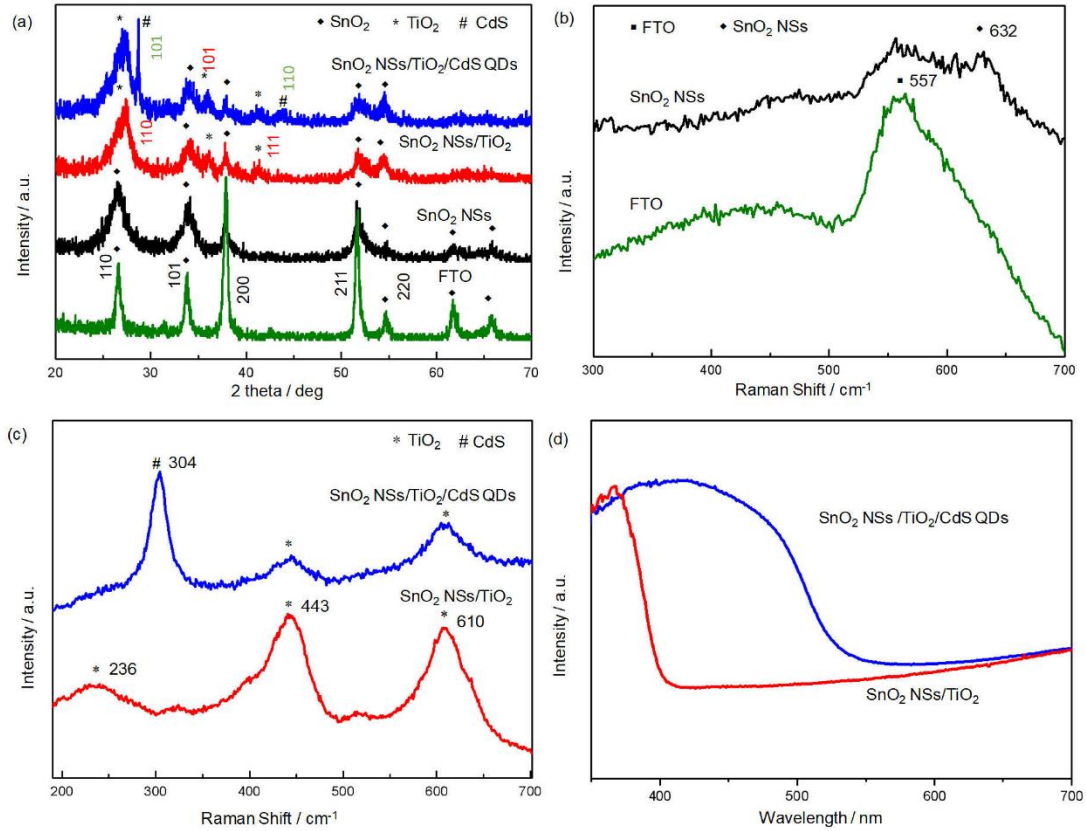 (a)
◆ SnO₂ * TiO₂ # CdS
* #
101
101
110
SnO₂ NSs/TiO₂/CdS QDs
* #
110
111
SnO₂ NSs/TiO₂
SnO₂ NSs
110
101
200
211
220
FTO
Intensity / a.u.
20 30 40 50 60 70
2 theta / deg
(b)
■ FTO ◆ SnO₂ NSs
◆ 632
SnO₂ NSs
■ 557
FTO
Intensity / a.u.
300 400 500 600 700
Raman Shift / cm⁻¹
(c)
* TiO₂ # CdS
# 304
SnO₂ NSs/TiO₂/CdS QDs
* *
SnO₂ NSs/TiO₂
* 443
* 610
* 236
Intensity / a.u.
200 300 400 500 600 700
Raman Shift / cm⁻¹
(d)
SnO₂ NSs /TiO₂/CdS QDs
SnO₂ NSs/TiO₂
Intensity / a.u.
400 500 600 700
Wavelength / nm